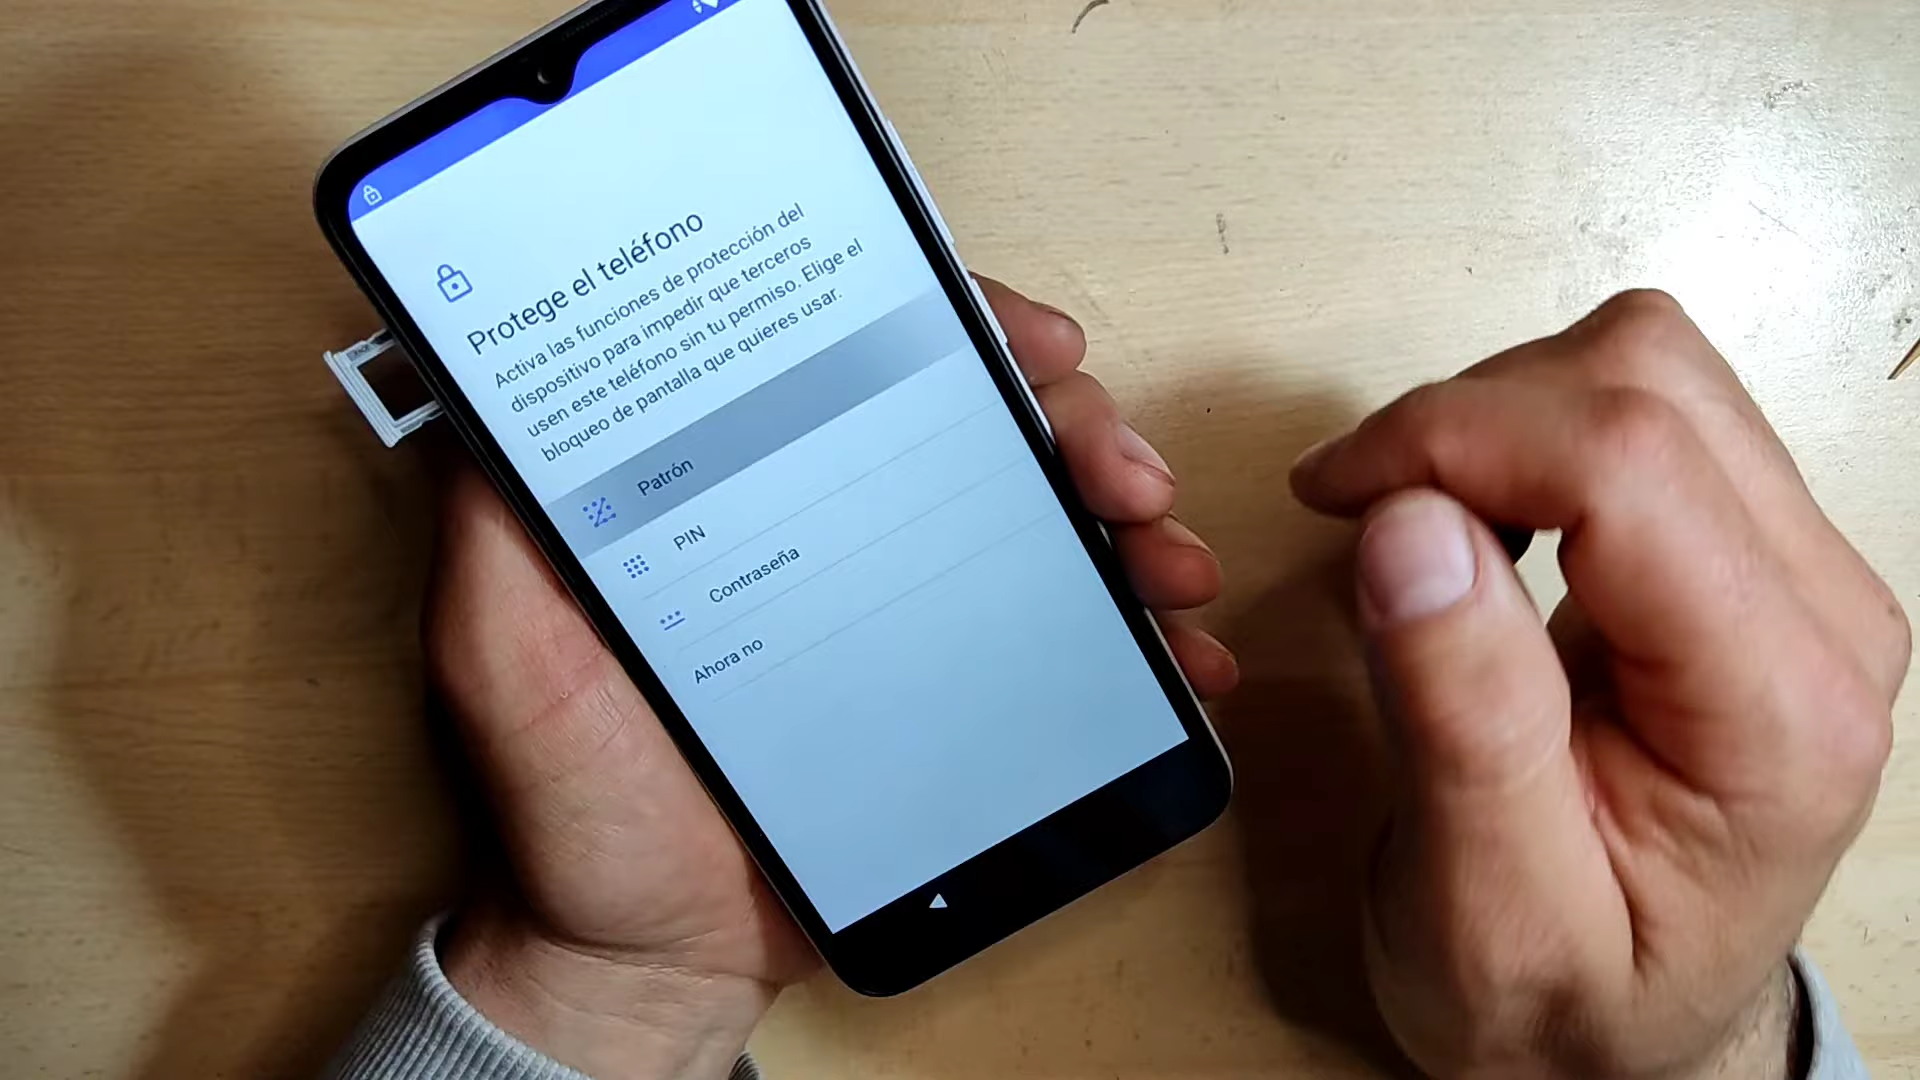 Protege el teléfono
Activa las funciones de protección del
dispositivo para impedir que terceros
usen este teléfono sin tu permiso. Elige el
bloqueo de pantalla que quieres usar.
Patrón
PIN
Contraseña
Ahora no